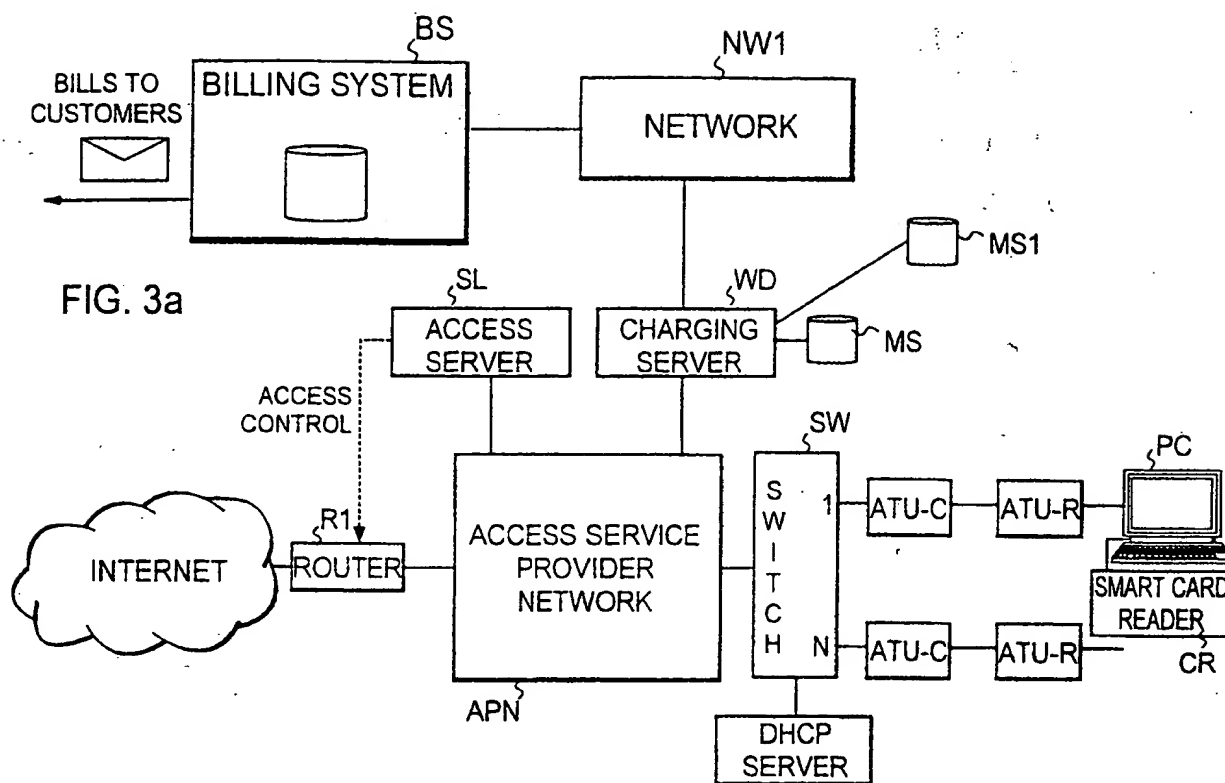 BS
NW1
BILLS TO
CUSTOMERS
BILLING SYSTEM
NETWORK
MS1
FIG. 3a
SL
WD
ACCESS
SERVER
CHARGING
SERVER
MS
ACCESS
CONTROL
SW
PC
R1
INTERNET
ROUTER
ACCESS SERVICE
PROVIDER
NETWORK
SWITCH
1
ATU-C
ATU-R
SMART CARD
READER
N
ATU-C
ATU-R
CR
APN
DHCP
SERVER